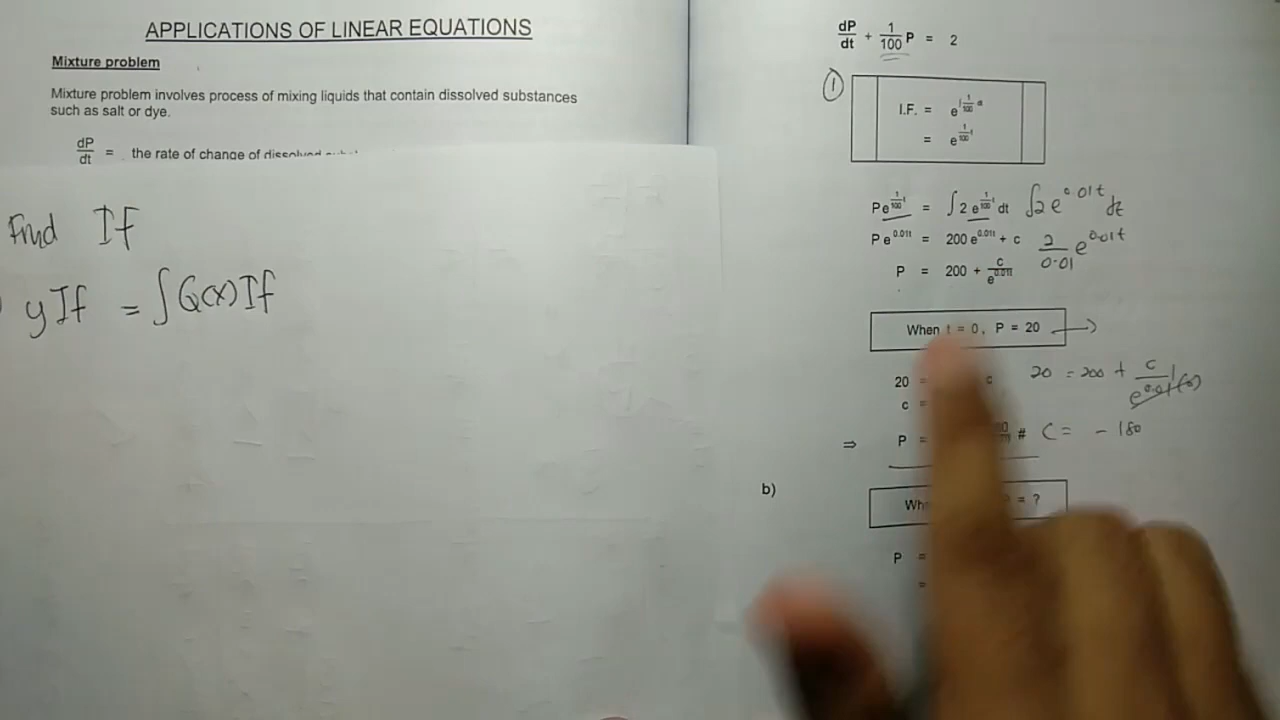 APPLICATIONS OF LINEAR EQUATIONS
Mixture problem
Mixture problem involves process of mixing liquids that contain dissolved substances
such as salt or dye.
dP/dt = the rate of change of dissolved
Find If
y If = ∫ Q(x) If
dP/dt + 1/100 P = 2
①
I.F. = e^∫1/100 dt
= e^1/100 t
Pe^1/100 t = ∫ 2 e^1/100 t dt ∫ 2 e^0.01t dt
P e^0.01t = 200 e^0.01t + c 2/0.01 e^0.01t
P = 200 + c/e^0.01t
When t = 0, P = 20
20 = c 20 = 200 + c/e^0.01(0) 1
c =
⇒ P = # C = -180
b)
= ?
P =
=